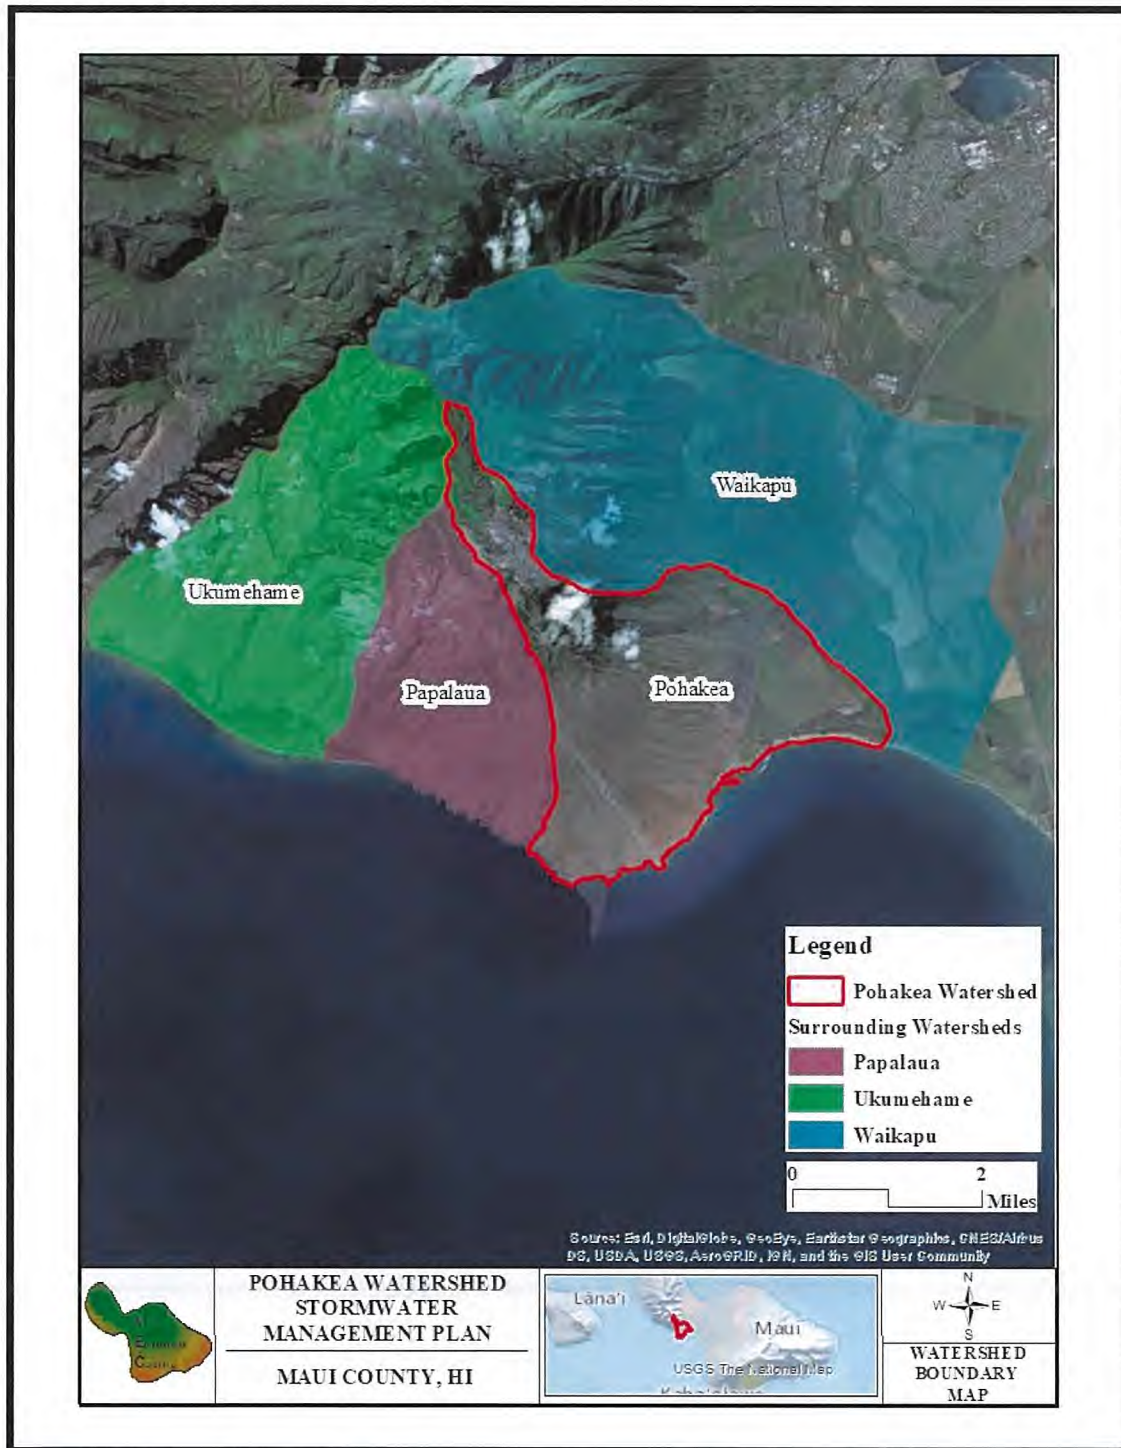 Waikapu
Ukumehame
Papalaua
Pohakea
Legend
Pohakea Watershed
Surrounding Watersheds
Papalaua
Ukumehame
Waikapu
0 2
Miles
Source: Esri, DigitalGlobe, GeoEye, Earthstar Geographics, CNES/Airbus
DS, USDA, USGS, AeroGRID, IGN, and the GIS User Community
POHAKEA WATERSHED
STORMWATER
MANAGEMENT PLAN
MAUI COUNTY, HI
Lāna'i
Maui
USGS The National Map
N
W E
S
WATERSHED
BOUNDARY
MAP